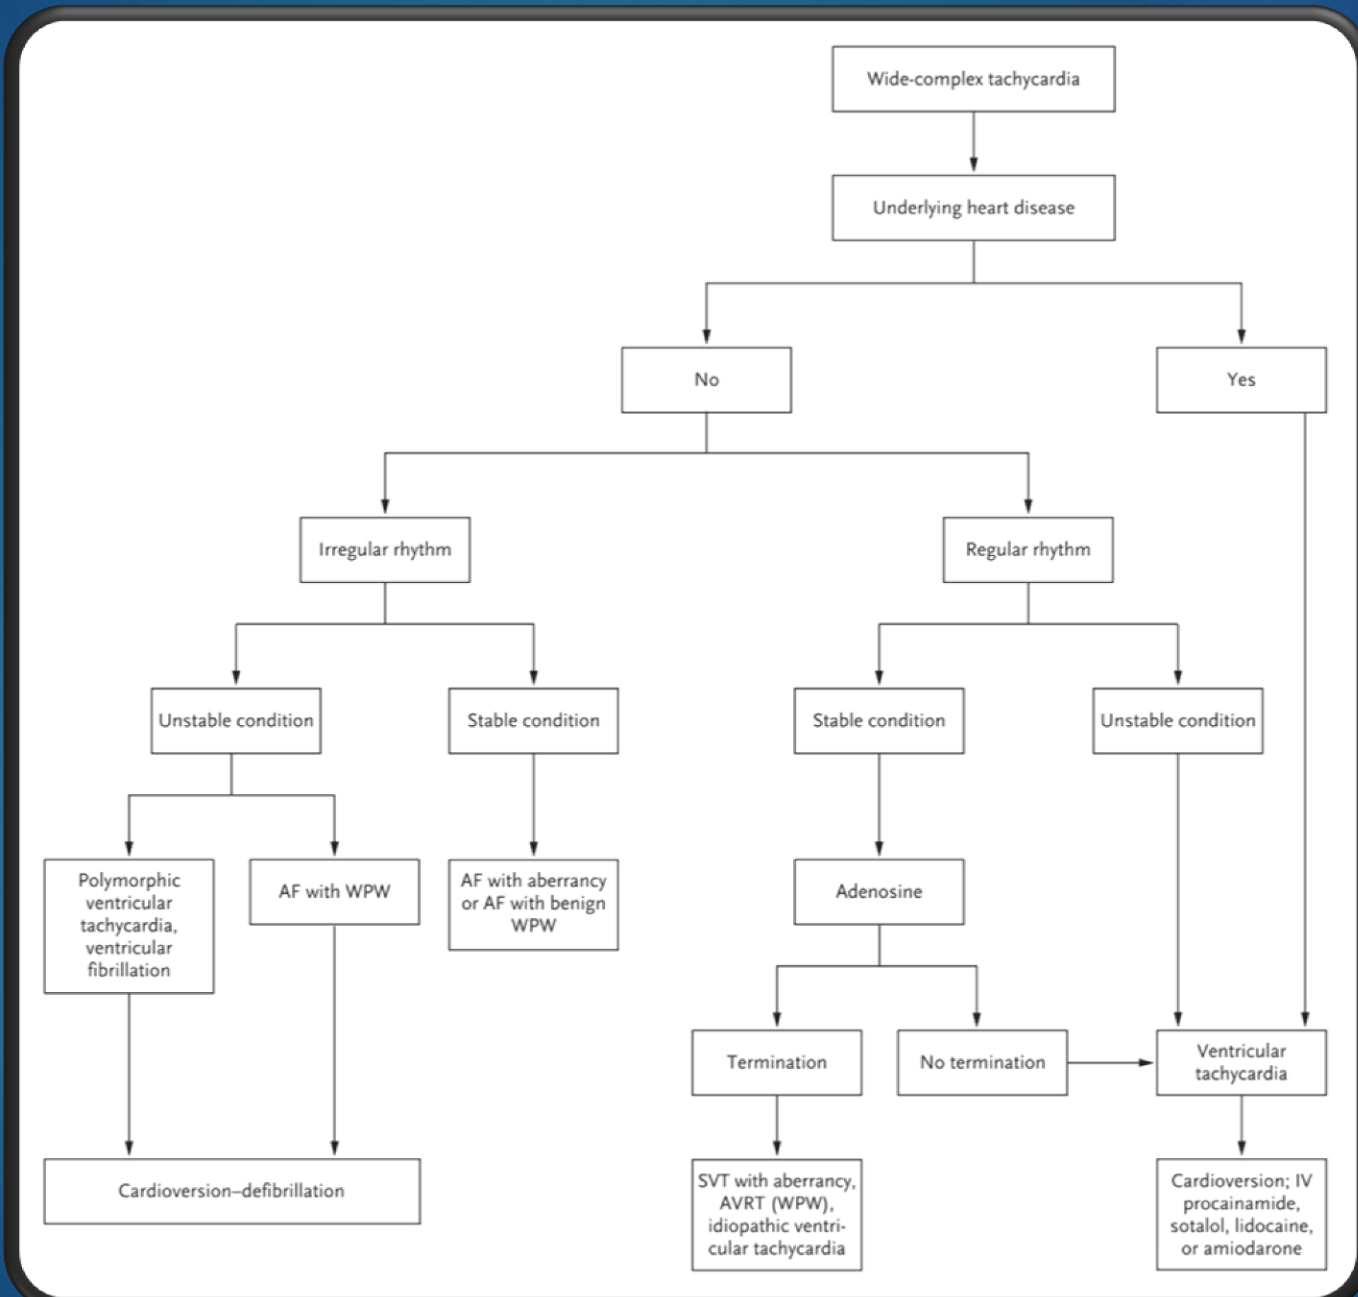 Wide-complex tachycardia
Underlying heart disease
No
Yes
Irregular rhythm
Regular rhythm
Unstable condition
Stable condition
Stable condition
Unstable condition
Polymorphic
ventricular
tachycardia,
ventricular
fibrillation
AF with WPW
AF with aberrancy
or AF with benign
WPW
Adenosine
Termination
No termination
Ventricular
tachycardia
Cardioversion–defibrillation
SVT with aberrancy,
AVRT (WPW),
idiopathic ventri-
cular tachycardia
Cardioversion; IV
procainamide,
sotalol, lidocaine,
or amiodarone